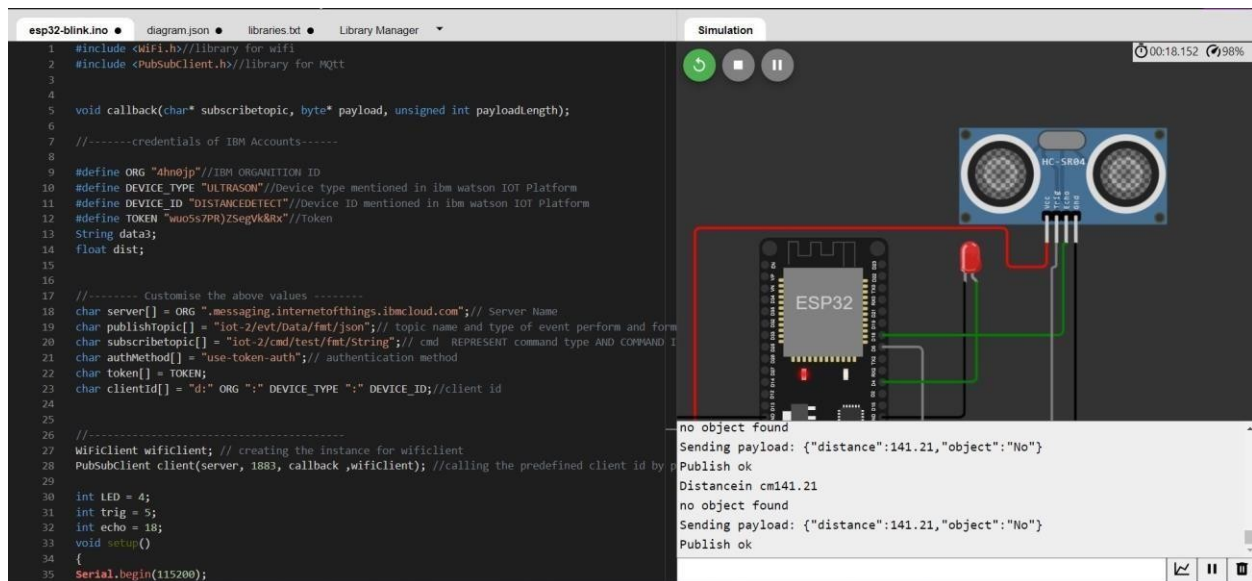 esp32-blink.ino ● diagram.json ● libraries.txt ● Library Manager
1 #include <WiFi.h>//library for wifi
2 #include <PubSubClient.h>//library for MQtt
3
4
5 void callback(char* subscribetopic, byte* payload, unsigned int payloadLength);
6
7 //-------credentials of IBM Accounts------
8
9 #define ORG "4hn0jp"//IBM ORGANITION ID
10 #define DEVICE_TYPE "ULTRASON"//Device type mentioned in ibm watson IOT Platform
11 #define DEVICE_ID "DISTANCEDETECT"//Device ID mentioned in ibm watson IOT Platform
12 #define TOKEN "wuo5s7PR)ZSegVk&Rx"//Token
13 String data3;
14 float dist;
15
16
17 //-------- Customise the above values --------
18 char server[] = ORG ".messaging.internetofthings.ibmcloud.com";// Server Name
19 char publishTopic[] = "iot-2/evt/Data/fmt/json";// topic name and type of event perform and form
20 char subscribetopic[] = "iot-2/cmd/test/fmt/String";// cmd REPRESENT command type AND COMMAND I
21 char authMethod[] = "use-token-auth";// authentication method
22 char token[] = TOKEN;
23 char clientId[] = "d:" ORG ":" DEVICE_TYPE ":" DEVICE_ID;//client id
24
25
26 //-----------------------------------------
27 WiFiClient wifiClient; // creating the instance for wificlient
28 PubSubClient client(server, 1883, callback ,wifiClient); //calling the predefined client id by p
29
30 int LED = 4;
31 int trig = 5;
32 int echo = 18;
33 void setup()
34 {
35 Serial.begin(115200);
Simulation
00:18.152 98%
HC-SR04
Vcc
Trig
Echo
Gnd
ESP32
no object found
Sending payload: {"distance":141.21,"object":"No"}
Publish ok
Distancein cm141.21
no object found
Sending payload: {"distance":141.21,"object":"No"}
Publish ok